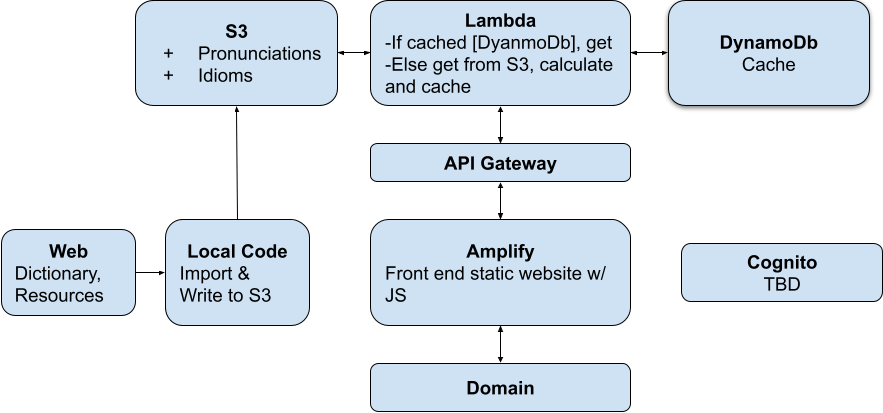 S3
+ Pronunciations
+ Idioms
Lambda
-If cached [DyanmoDb], get
-Else get from S3, calculate
and cache
DynamoDb
Cache
API Gateway
Web
Dictionary,
Resources
Local Code
Import &
Write to S3
Amplify
Front end static website w/
JS
Cognito
TBD
Domain